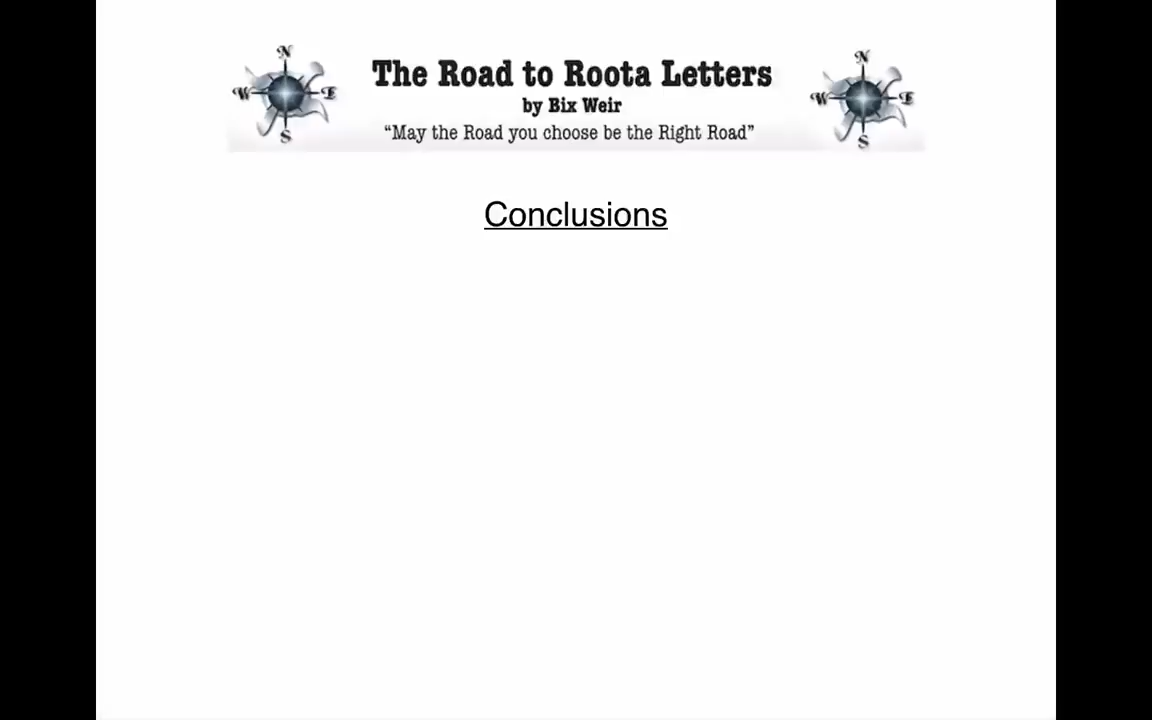 N
W E
S
The Road to Roota Letters
by Bix Weir
“May the Road you choose be the Right Road”
N
W E
S
Conclusions